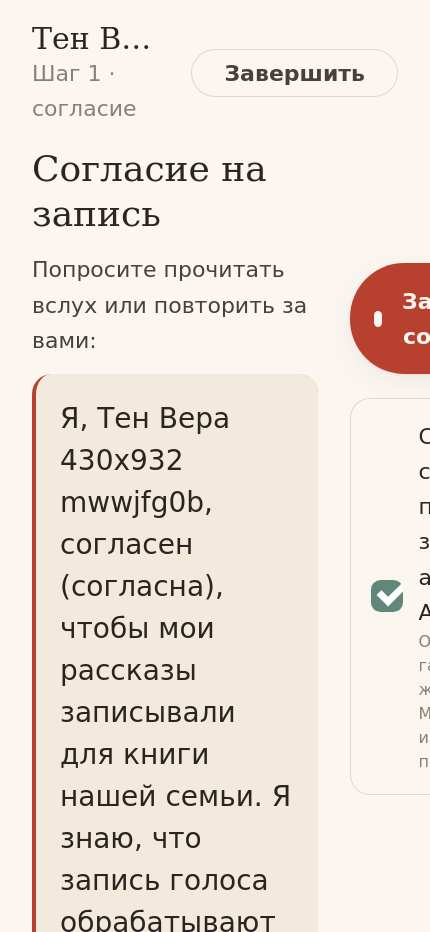 Тен В...
Шаг 1 ·
согласие
Завершить
Согласие на
запись
Попросите прочитать
вслух или повторить за
вами:
Я, Тен Вера
430x932
mwwjfg0b,
согласен
(согласна),
чтобы мои
рассказы
записывали
для книги
нашей семьи. Я
знаю, что
запись голоса
обрабатывают